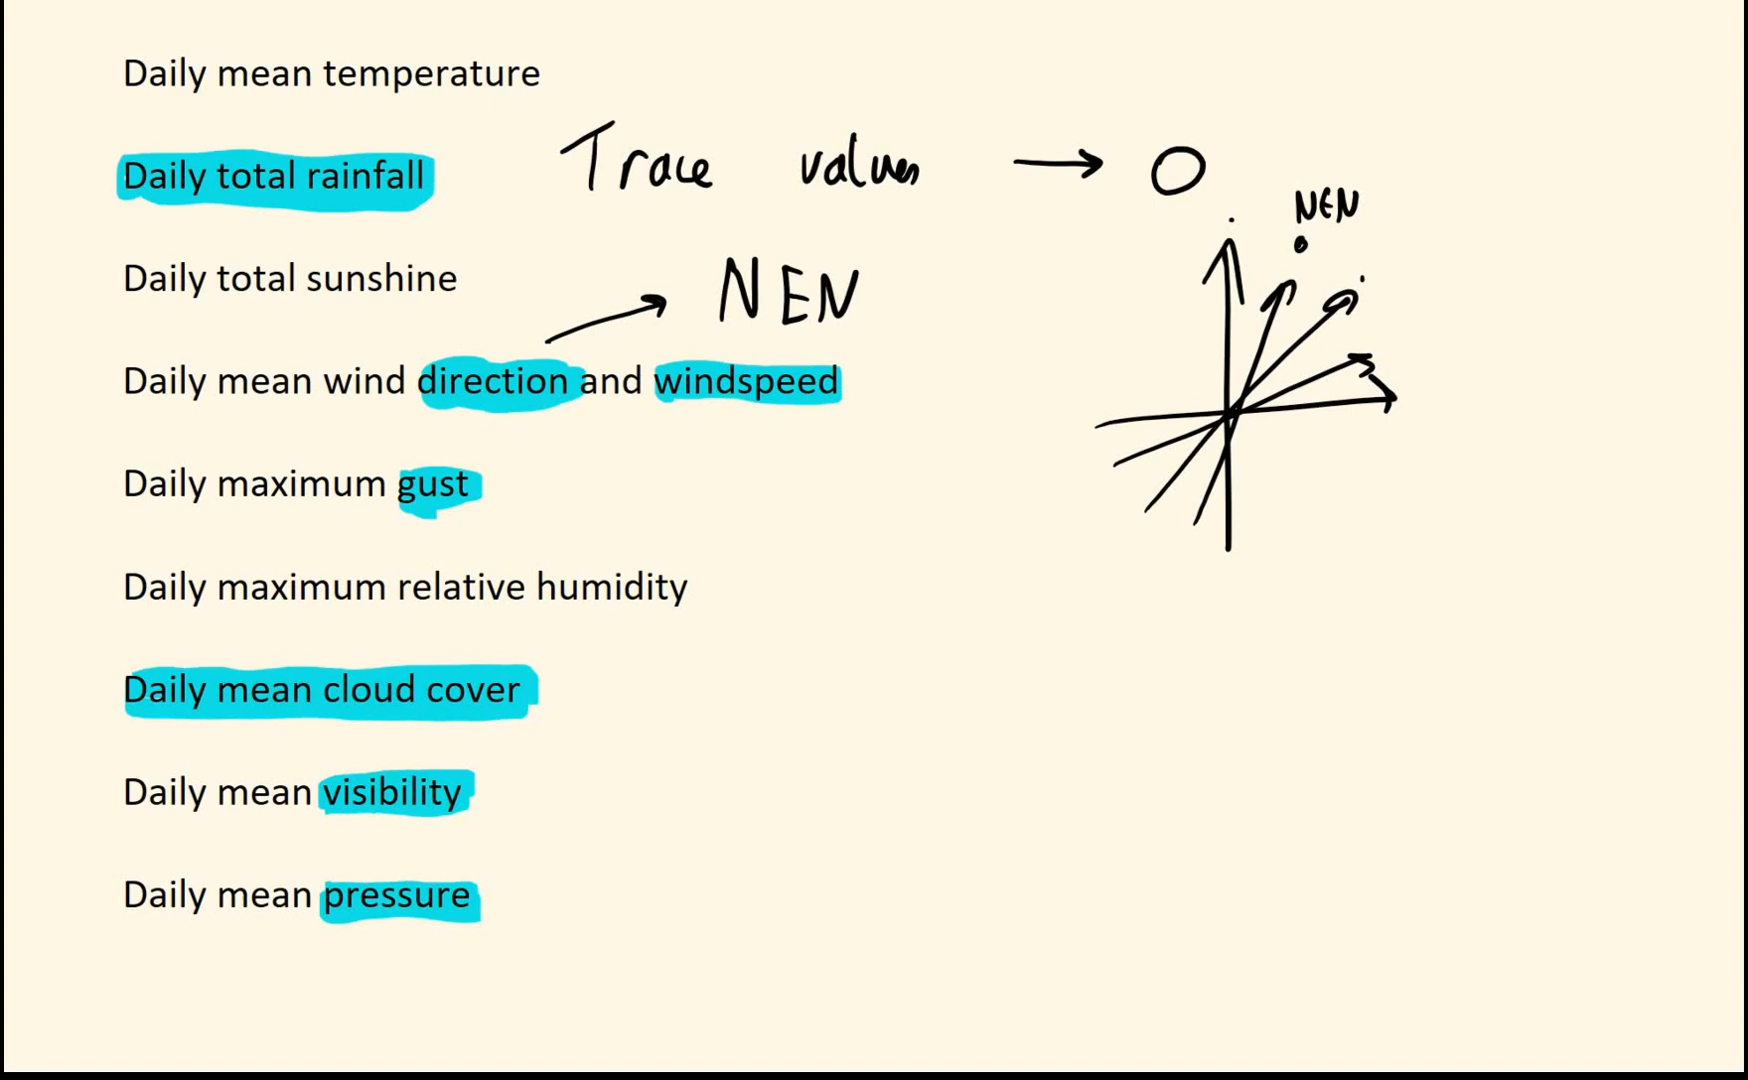 Daily mean temperature
Daily total rainfall Trace values → O
NEN
Daily total sunshine NEN
Daily mean wind direction and windspeed
Daily maximum gust
Daily maximum relative humidity
Daily mean cloud cover
Daily mean visibility
Daily mean pressure